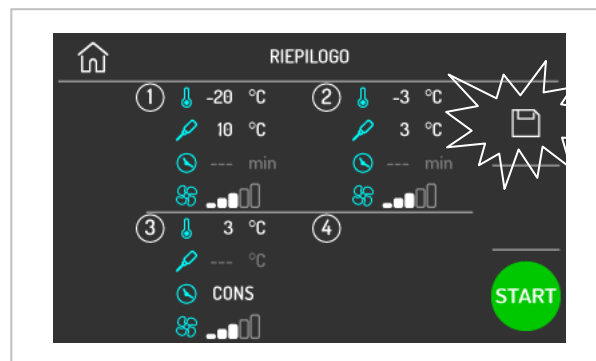 RIEPILOGO
1 -20 °C 2 -3 °C
10 °C 3 °C
--- min --- min
3 3 °C 4
--- °C
CONS
START